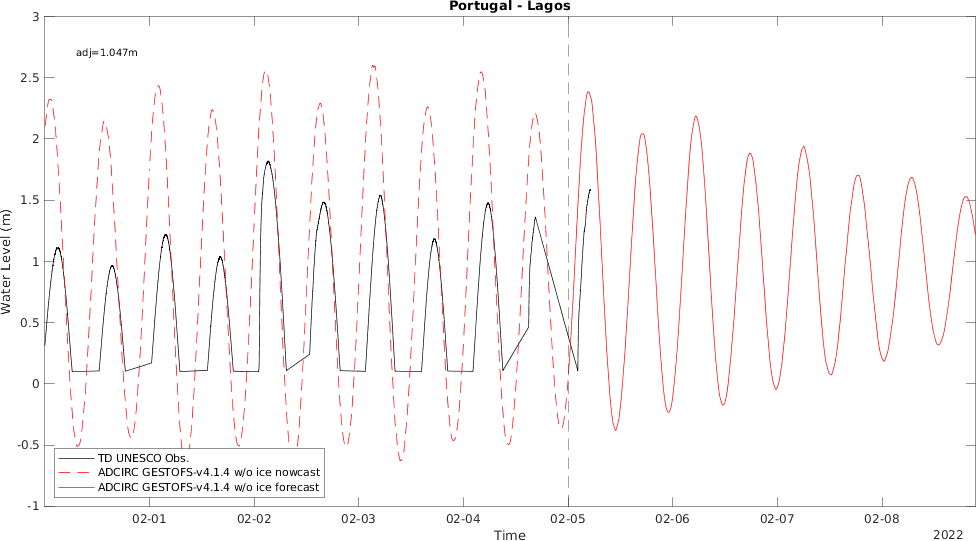 Portugal - Lagos
3
adj=1.047m
2.5
2
1.5
1
0.5
0
-0.5
-1
Water Level (m)
TD UNESCO Obs.
ADCIRC GESTOFS-v4.1.4 w/o ice nowcast
ADCIRC GESTOFS-v4.1.4 w/o ice forecast
02-01 02-02 02-03 02-04 02-05 02-06 02-07 02-08
Time
2022